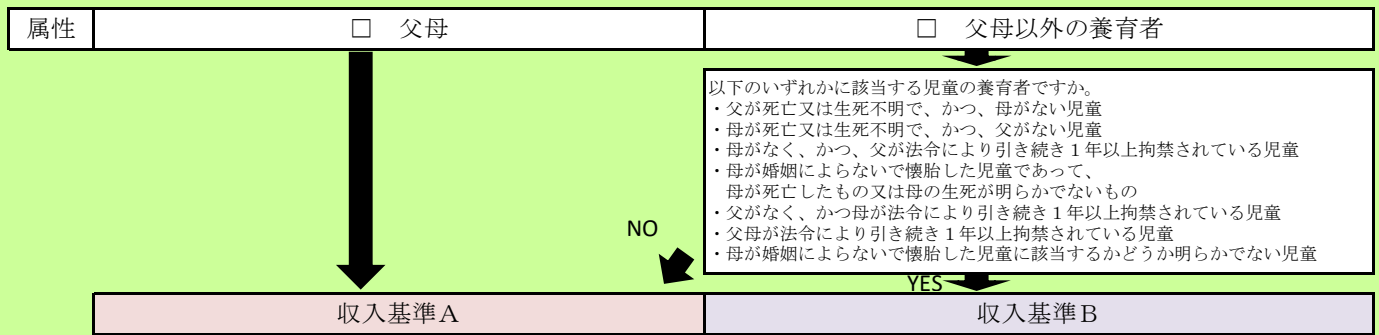 属性
□　父母
□　父母以外の養育者
以下のいずれかに該当する児童の養育者ですか。
・父が死亡又は生死不明で、かつ、母がない児童
・母が死亡又は生死不明で、かつ、父がない児童
・母がなく、かつ、父が法令により引き続き１年以上拘禁されている児童
・母が婚姻によらないで懐胎した児童であって、
母が死亡したもの又は母の生死が明らかでないもの
・父がなく、かつ母が法令により引き続き１年以上拘禁されている児童
・父母が法令により引き続き１年以上拘禁されている児童
・母が婚姻によらないで懐胎した児童に該当するかどうか明らかでない児童
NO
YES
収入基準Ａ
収入基準Ｂ